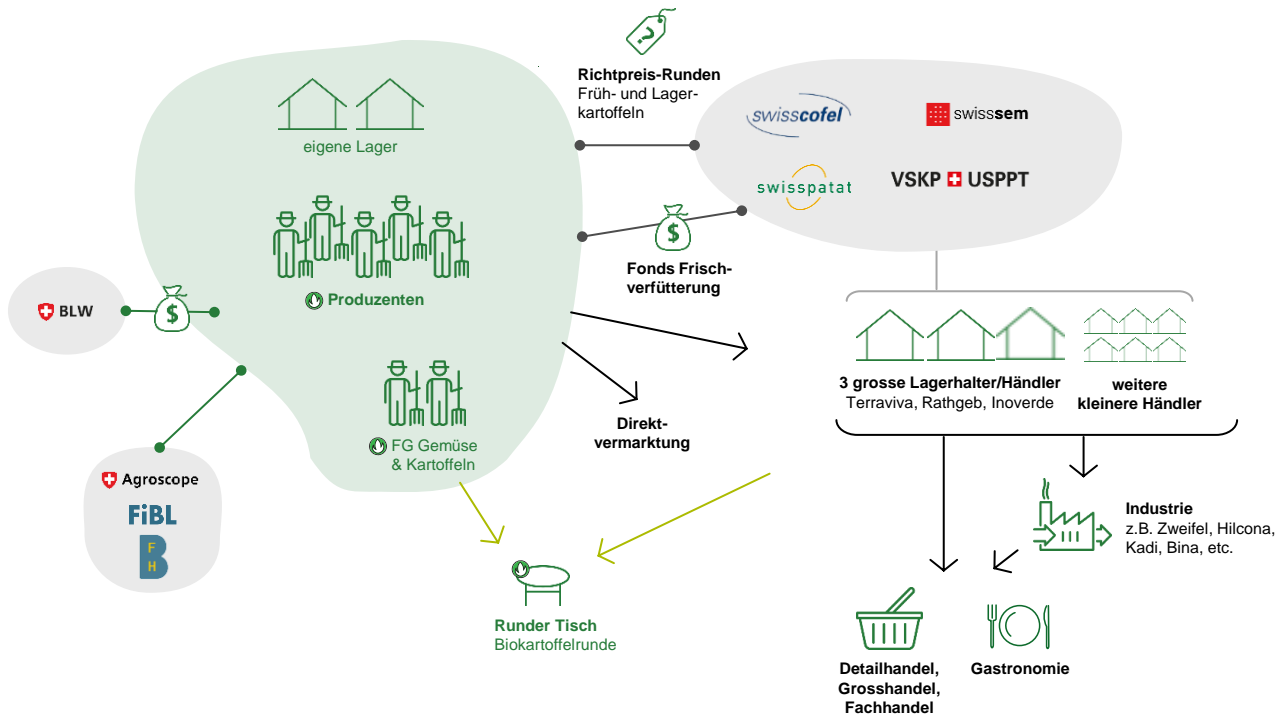 Richtpreis-Runden
Früh- und Lager-
kartoffeln
eigene Lager
swisscofel
swisssem
swisspatat
VSKP USPPT
Produzenten
Fonds Frisch-
verfütterung
BLW
$
$
?
3 grosse Lagerhalter/Händler
Terraviva, Rathgeb, Inoverde
weitere
kleinere Händler
Direkt-
vermarktung
FG Gemüse
& Kartoffeln
Agroscope
FiBL
B
F
H
Industrie
z.B. Zweifel, Hilcona,
Kadi, Bina, etc.
Runder Tisch
Biokartoffelrunde
Detailhandel,
Grosshandel,
Fachhandel
Gastronomie